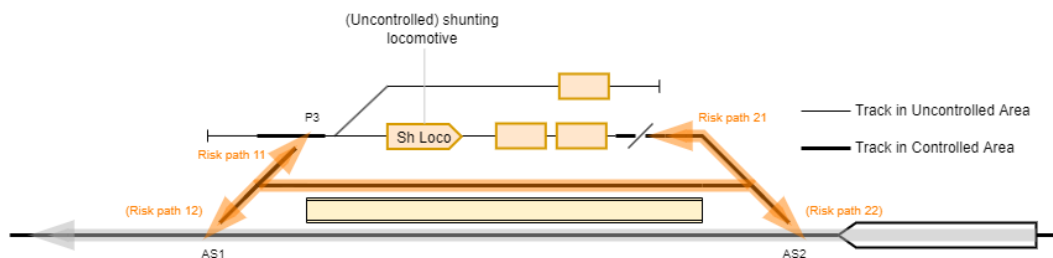 (Uncontrolled) shunting
locomotive
P3
Risk path 21
Track in Uncontrolled Area
Sh Loco
Track in Controlled Area
Risk path 11
(Risk path 12)
(Risk path 22)
AS1
AS2